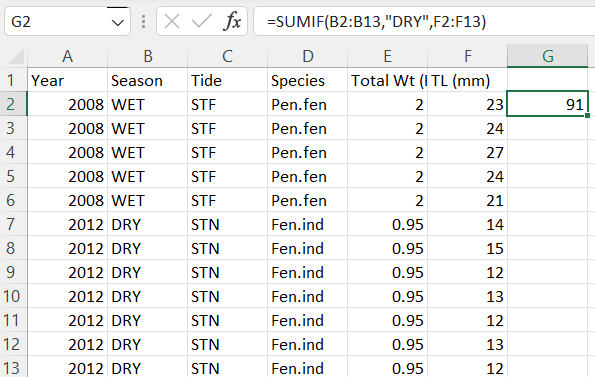 G2 fx =SUMIF(B2:B13,"DRY",F2:F13)
A B C D E F G
1 Year Season Tide Species Total Wt (I TL (mm)
2 2008 WET STF Pen.fen 2 23 91
3 2008 WET STF Pen.fen 2 24
4 2008 WET STF Pen.fen 2 27
5 2008 WET STF Pen.fen 2 24
6 2008 WET STF Pen.fen 2 21
7 2012 DRY STN Fen.ind 0.95 14
8 2012 DRY STN Fen.ind 0.95 15
9 2012 DRY STN Fen.ind 0.95 12
10 2012 DRY STN Fen.ind 0.95 13
11 2012 DRY STN Fen.ind 0.95 12
12 2012 DRY STN Fen.ind 0.95 13
13 2012 DRY STN Fen.ind 0.95 12